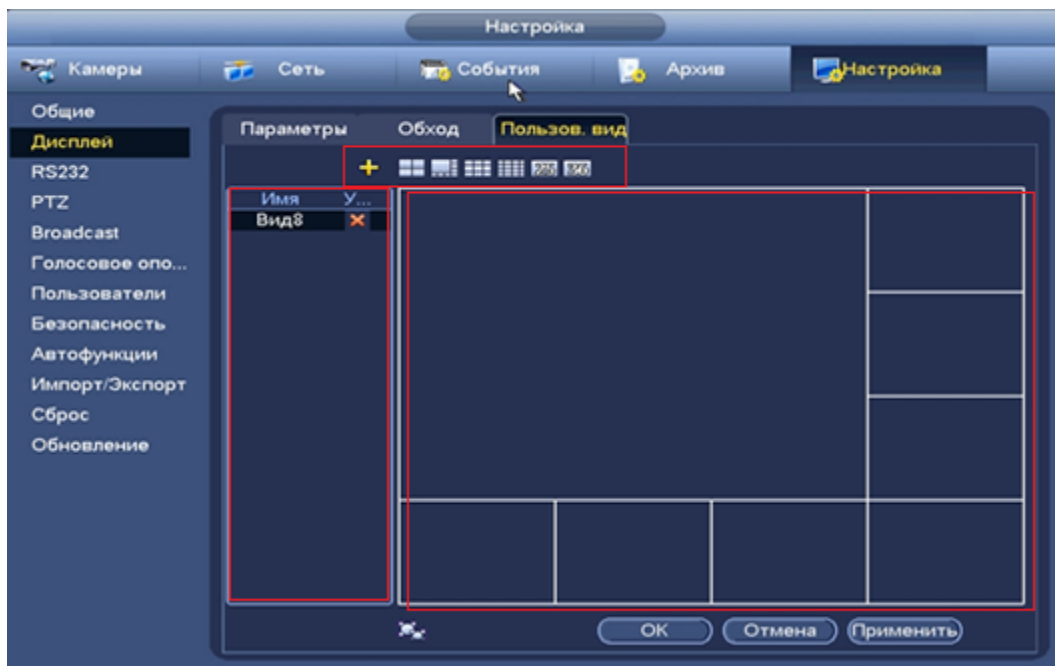 Настройка
Камеры Сеть События Архив Настройка
Общие
Дисплей
RS232
PTZ
Broadcast
Голосовое опо...
Пользователи
Безопасность
Автофункции
Импорт/Экспорт
Сброс
Обновление
Параметры Обход Пользов. вид
Имя У...
Вид8
ОК Отмена Применить